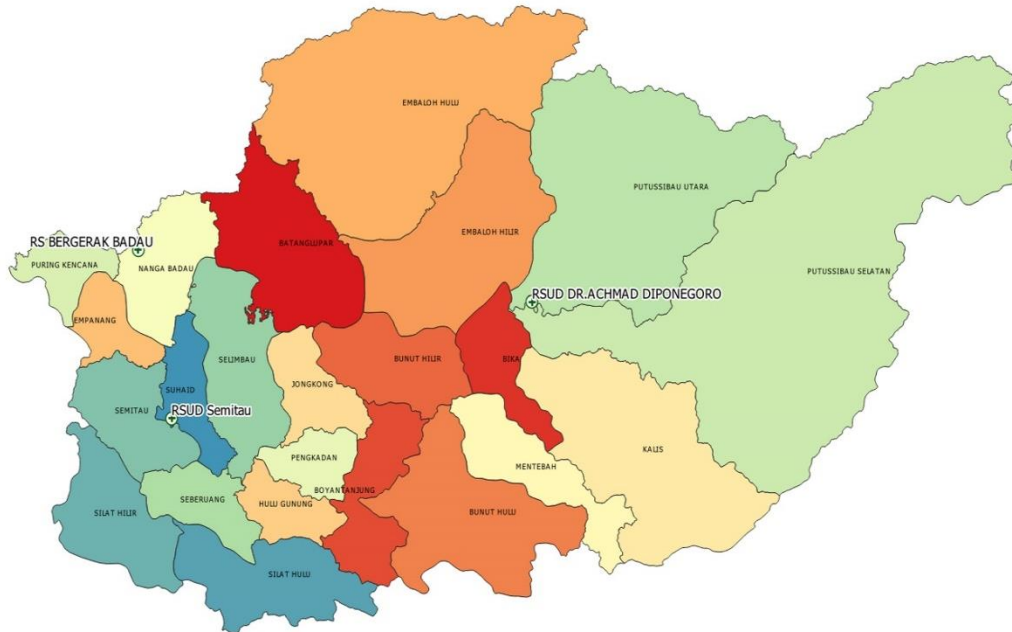 EMBALOH HULU
PUTUSSIBAU UTARA
EMBALOH HILIR
RS BERGERAK BADAU
BATANGLUPAR
PURING KENCANA
NANGA BADAU
PUTUSSIBAU SELATAN
RSUD DR.ACHMAD DIPONEGORO
EMPANANG
SELIMBAU
BUNUT HILIR
BIKA
SUHAID
JONGKONG
SEMITAU
RSUD Semitau
KALIS
PENGKADAN
MENTEBAH
BOYANTANJUNG
SEBERUANG
HULU GUNUNG
SILAT HILIR
BUNUT HULU
SILAT HULU